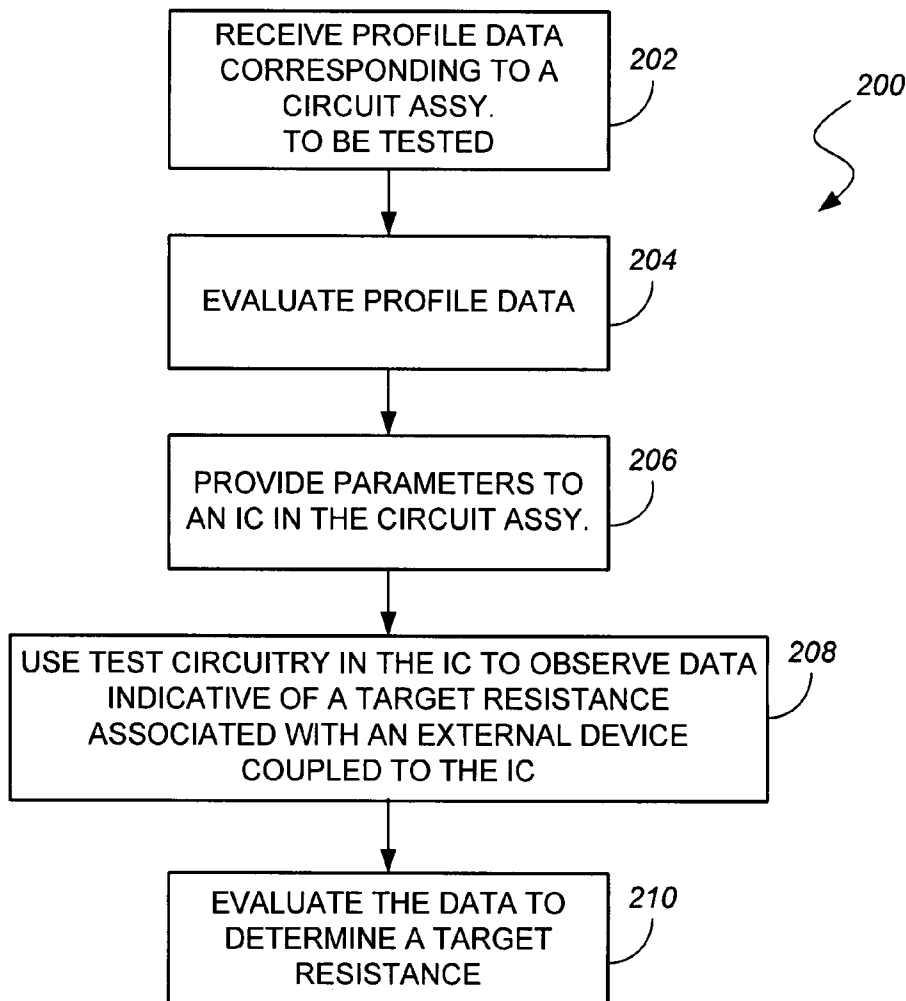 RECEIVE PROFILE DATA
CORRESPONDING TO A
CIRCUIT ASSY.
TO BE TESTED
202
200
EVALUATE PROFILE DATA
204
PROVIDE PARAMETERS TO
AN IC IN THE CIRCUIT ASSY.
206
USE TEST CIRCUITRY IN THE IC TO OBSERVE DATA
INDICATIVE OF A TARGET RESISTANCE
ASSOCIATED WITH AN EXTERNAL DEVICE
COUPLED TO THE IC
208
EVALUATE THE DATA TO
DETERMINE A TARGET
RESISTANCE
210